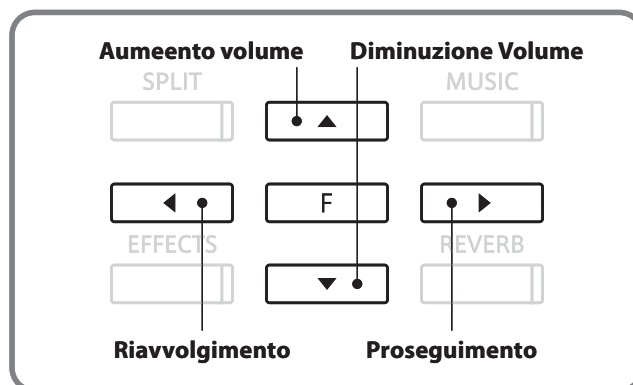 Aumeento volume Diminuzione Volume
SPLIT MUSIC
F
EFFECTS REVERB
Riavvolgimento Proseguimento